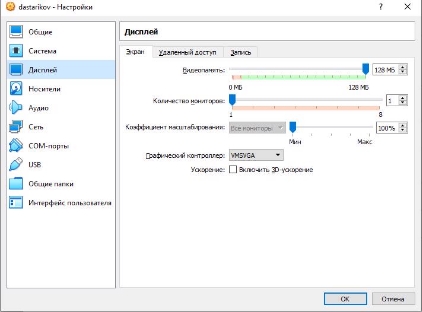 dastarikov - Настройки
Общие
Система
Дисплей
Носители
Аудио
Сеть
COM-порты
USB
Общие папки
Интерфейс пользователя
Дисплей
Экран Удаленный доступ Запись
Видеопамять: 128 МБ
0 МБ 128 МБ
Количество мониторов: 1
1 8
Коэффициент масштабирования: Все мониторы 100%
Мин Макс
Графический контроллер: VMSVGA
Ускорение: Включить 3D-ускорение
OK Отмена